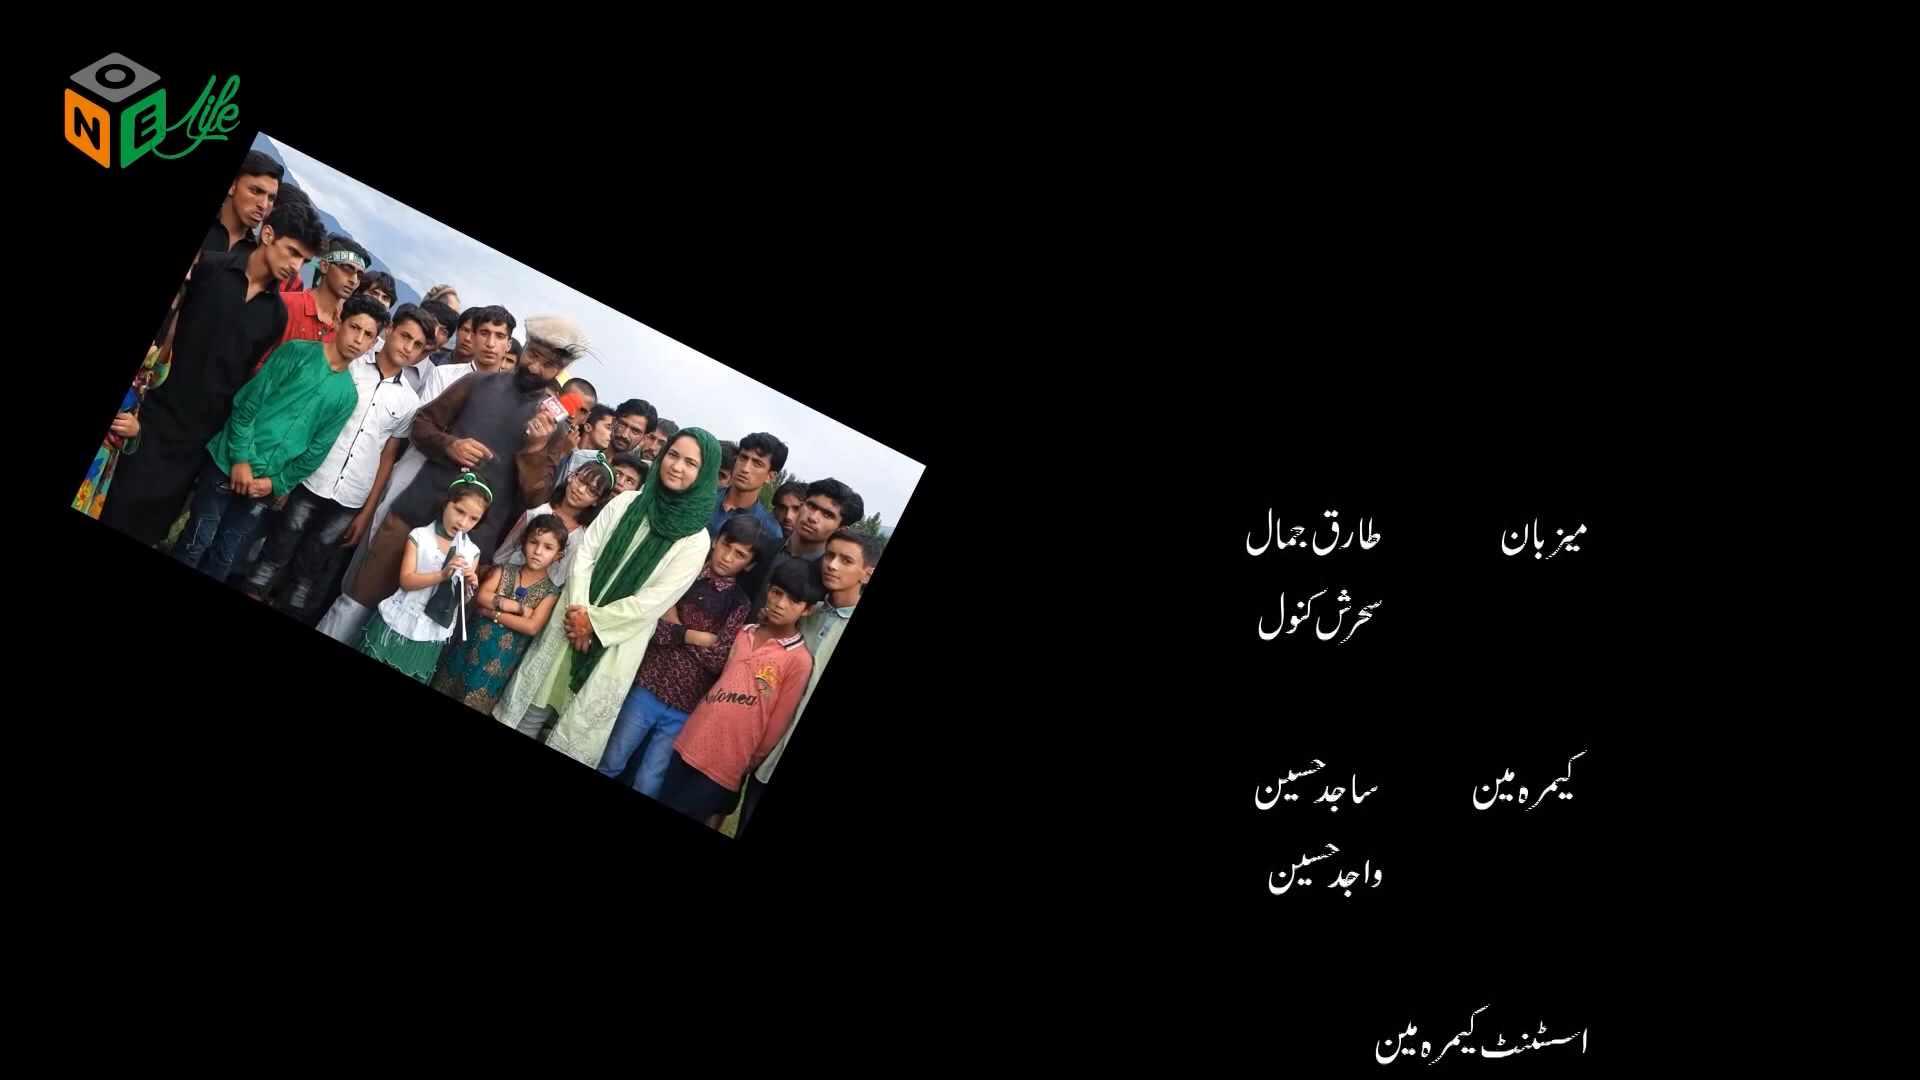 ONE Life
میزبان طارق جمال
سحرش کنول
کیمرہ مین ساجد حسین
واجد حسین
اسسٹنٹ کیمرہ مین